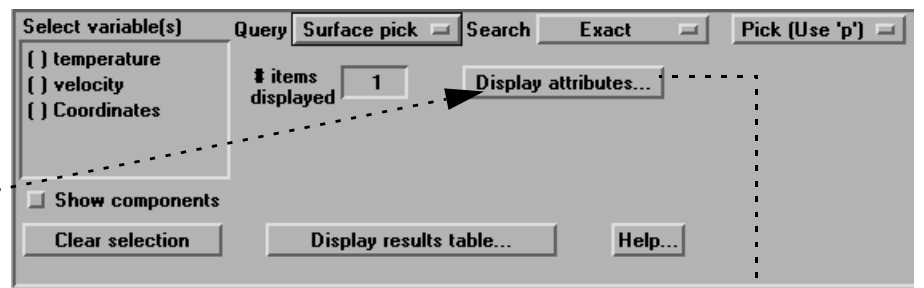 Select variable(s) Query Surface pick Search Exact Pick (Use 'p')
( ) temperature
( ) velocity
( ) Coordinates
# items
displayed 1 Display attributes...
Show components
Clear selection Display results table... Help...